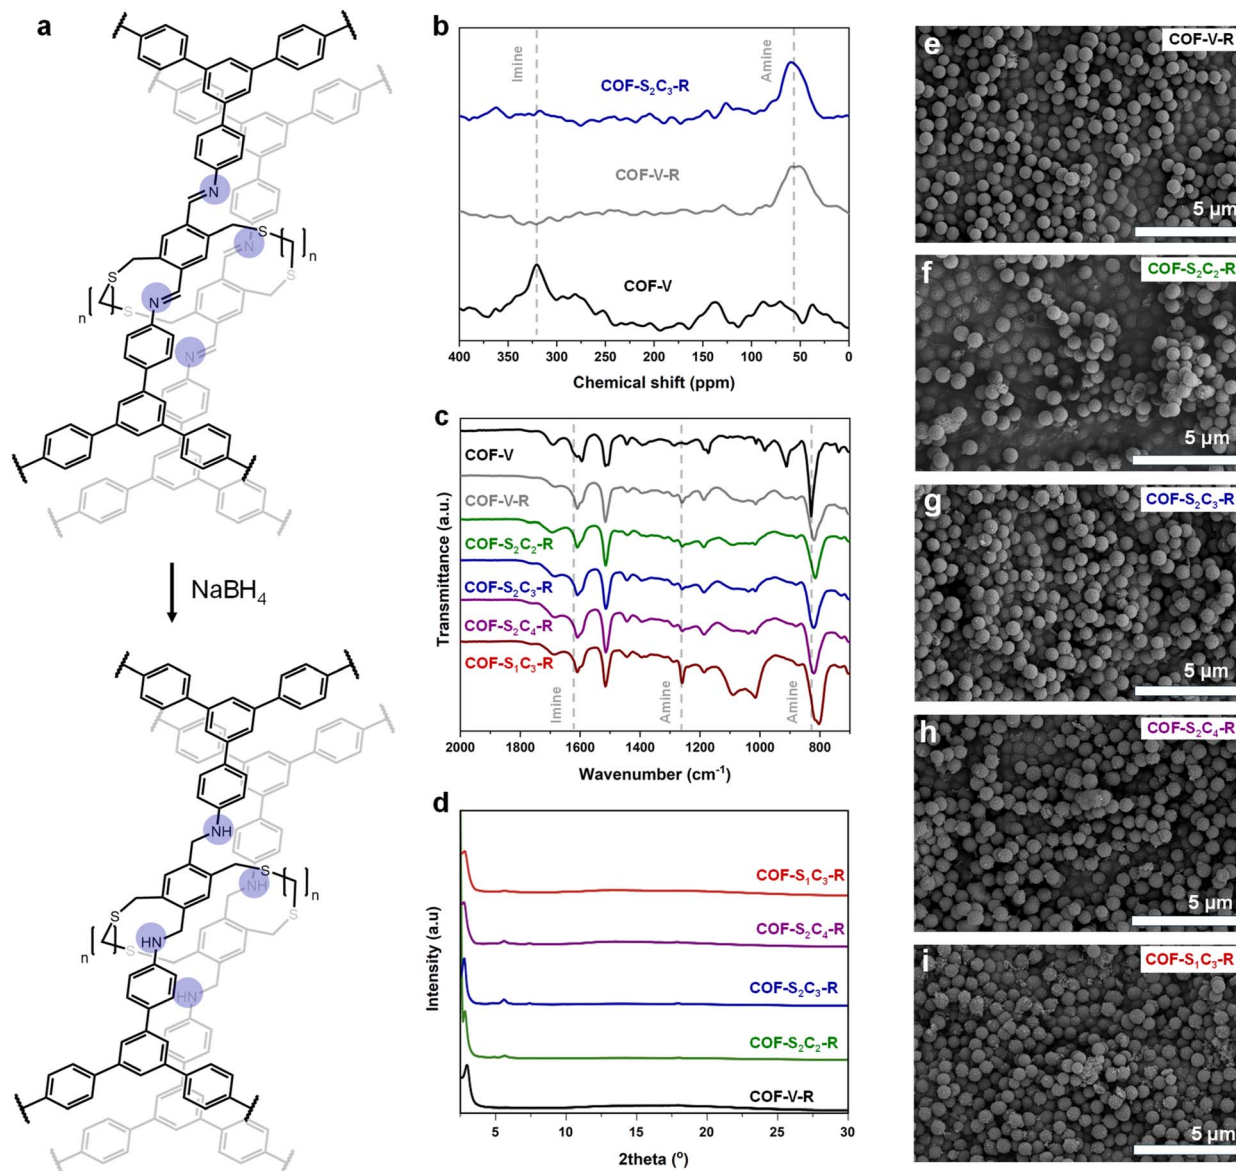 a
N
N
S
n
S
S
n
N
S
N
NaBH₄
NH
NH
S
n
S
S
n
HN
S
HN
b
Imine
Amine
COF-S₂C₃-R
COF-V-R
COF-V
400 350 300 250 200 150 100 50 0
Chemical shift (ppm)
c
COF-V
COF-V-R
COF-S₂C₂-R
COF-S₂C₃-R
COF-S₂C₄-R
COF-S₁C₃-R
Imine
Amine
Amine
Transmittance (a.u.)
2000 1800 1600 1400 1200 1000 800
Wavenumber (cm⁻¹)
d
COF-S₁C₃-R
COF-S₂C₄-R
COF-S₂C₃-R
COF-S₂C₂-R
COF-V-R
Intensity (a.u)
5 10 15 20 25 30
2theta (°)
e
COF-V-R
5 µm
f
COF-S₂C₂-R
5 µm
g
COF-S₂C₃-R
5 µm
h
COF-S₂C₄-R
5 µm
i
COF-S₁C₃-R
5 µm